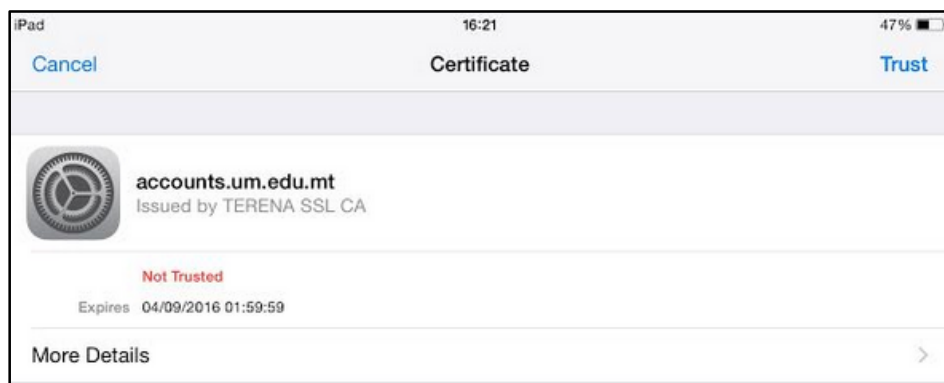 iPad 16:21 47%
Cancel Certificate Trust
accounts.um.edu.mt
Issued by TERENA SSL CA
Not Trusted
Expires 04/09/2016 01:59:59
More Details